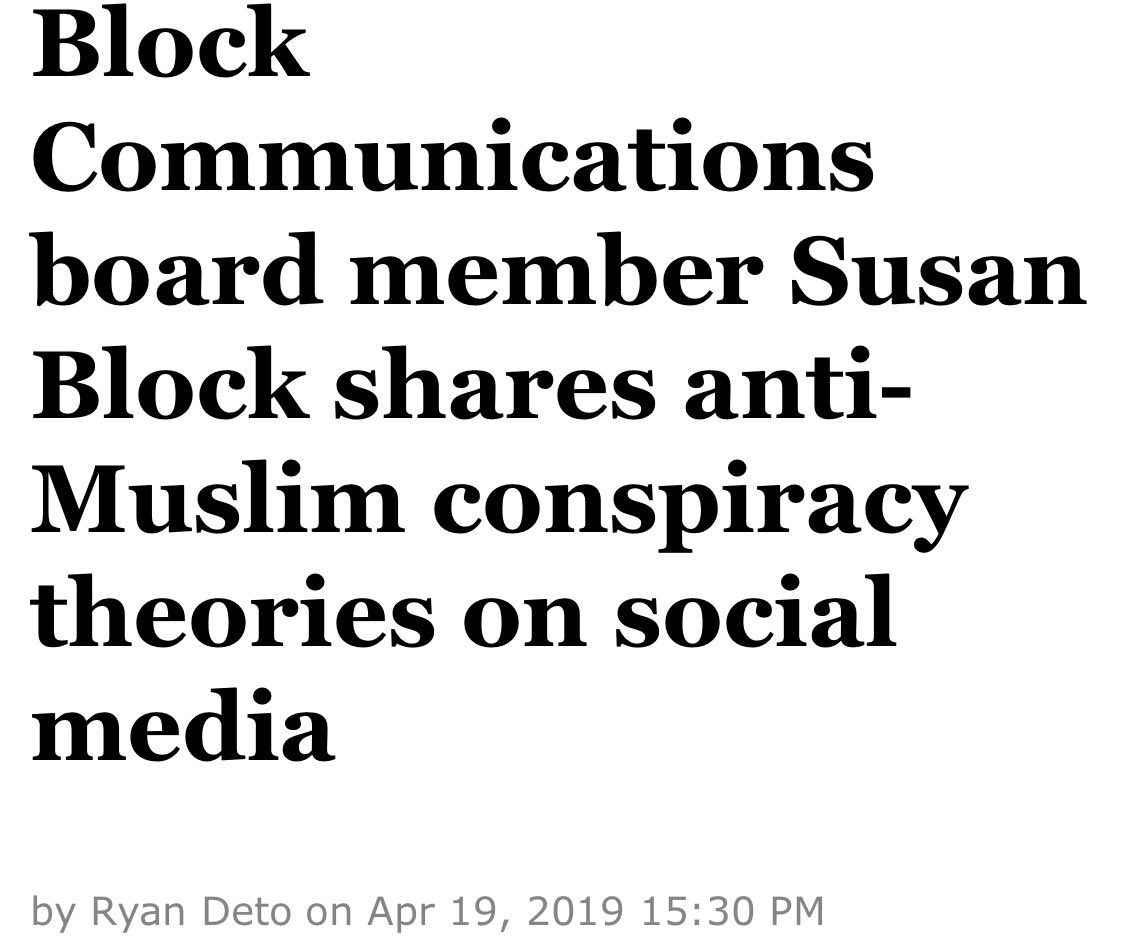 Block
Communications
board member Susan
Block shares anti-
Muslim conspiracy
theories on social
media
by Ryan Deto on Apr 19, 2019 15:30 PM